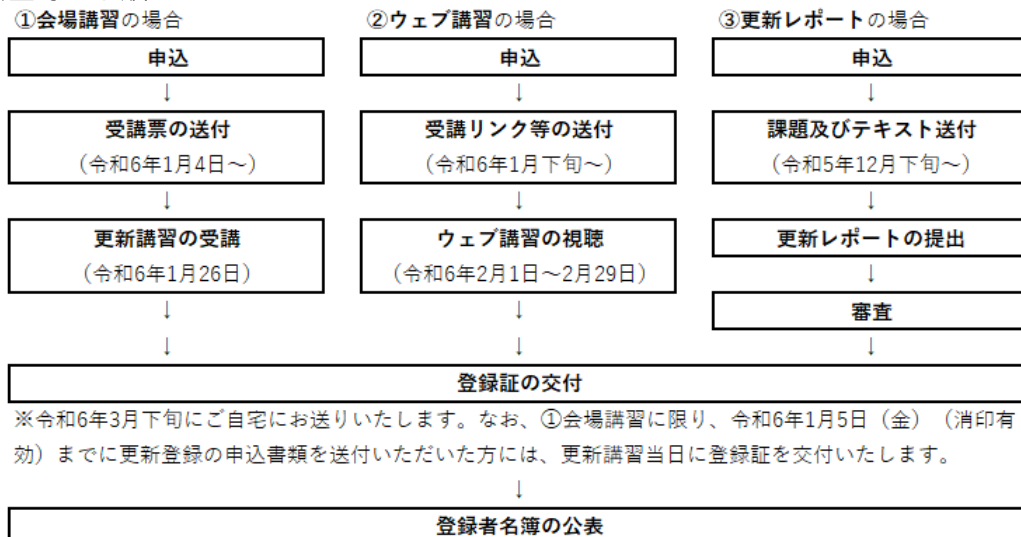 ①会場講習の場合
②ウェブ講習の場合
③更新レポートの場合
申込
申込
申込
↓
↓
↓
受講票の送付
(令和6年1月4日~)
受講リンク等の送付
(令和6年1月下旬~)
課題及びテキスト送付
(令和5年12月下旬~)
↓
↓
↓
更新講習の受講
(令和6年1月26日)
ウェブ講習の視聴
(令和6年2月1日~2月29日)
更新レポートの提出
↓
審査
↓
↓
↓
↓
↓
登録証の交付
※令和6年3月下旬にご自宅にお送りいたします。なお、①会場講習に限り、令和6年1月5日(金)(消印有
効)までに更新登録の申込書類を送付いただいた方には、更新講習当日に登録証を交付いたします。
↓
登録者名簿の公表